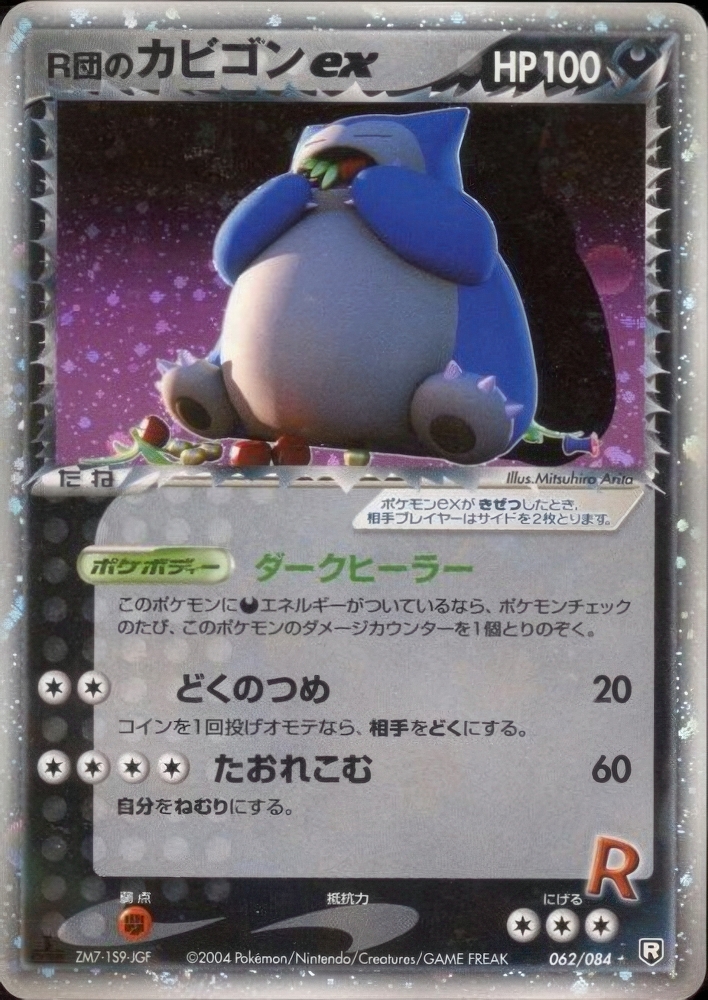 R団のカビゴンex HP100
たね
Illus.Mitsuhiro Arita
ポケモンexが きぜつしたとき、
相手プレイヤーはサイドを2枚とります。
ポケボディー ダークヒーラー
このポケモンにエネルギーがついているなら、ポケモンチェック
のたび、このポケモンのダメージカウンターを1個とりのぞく。
どくのつめ 20
コインを1回投げオモテなら、相手をどくにする。
たおれこむ 60
自分をねむりにする。
R
弱点 抵抗力 にげる
ZM7·1S9·JGF ©2004 Pokémon/Nintendo/Creatures/GAME FREAK 062/084 R